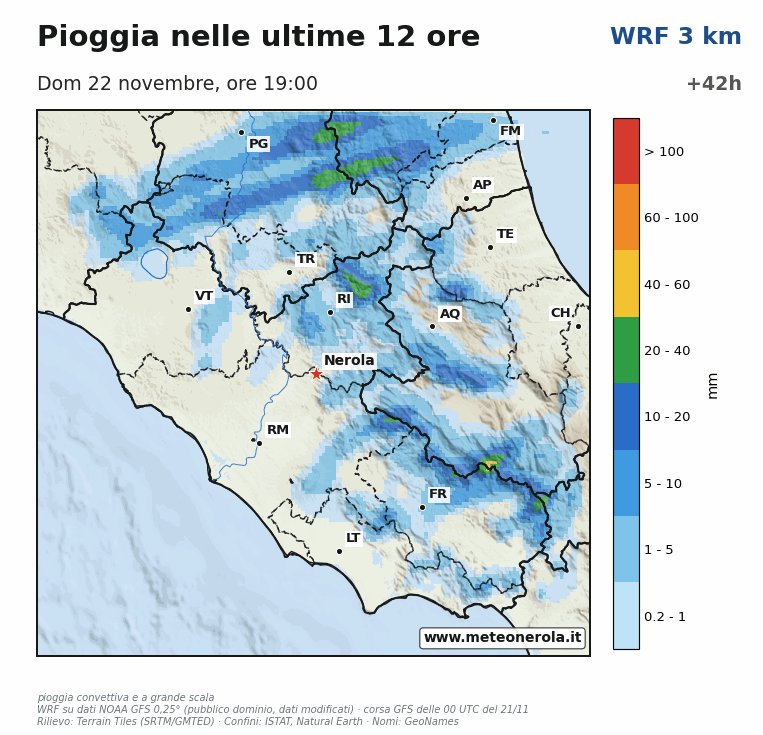 Pioggia nelle ultime 12 ore
WRF 3 km
Dom 22 novembre, ore 19:00
+42h
PG
FM
AP
TE
TR
VT
RI
AQ
CH
Nerola
RM
FR
LT
www.meteonerola.it
> 100
60 - 100
40 - 60
20 - 40
10 - 20
5 - 10
1 - 5
0.2 - 1
mm
pioggia convettiva e a grande scala
WRF su dati NOAA GFS 0,25° (pubblico dominio, dati modificati) · corsa GFS delle 00 UTC del 21/11
Rilievo: Terrain Tiles (SRTM/GMTED) · Confini: ISTAT, Natural Earth · Nomi: GeoNames